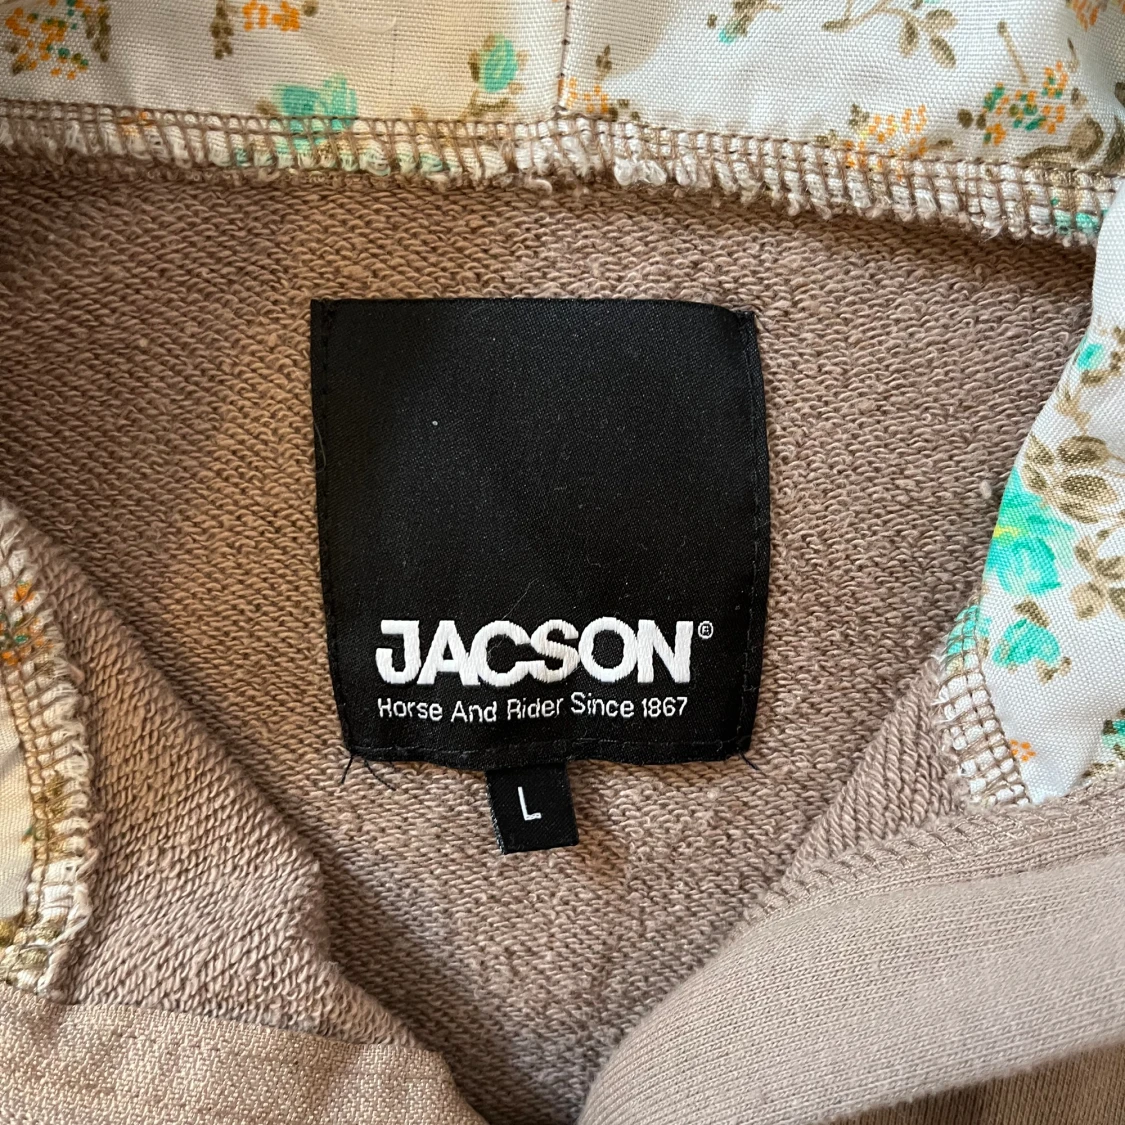 JACSON®
Horse And Rider Since 1867
L